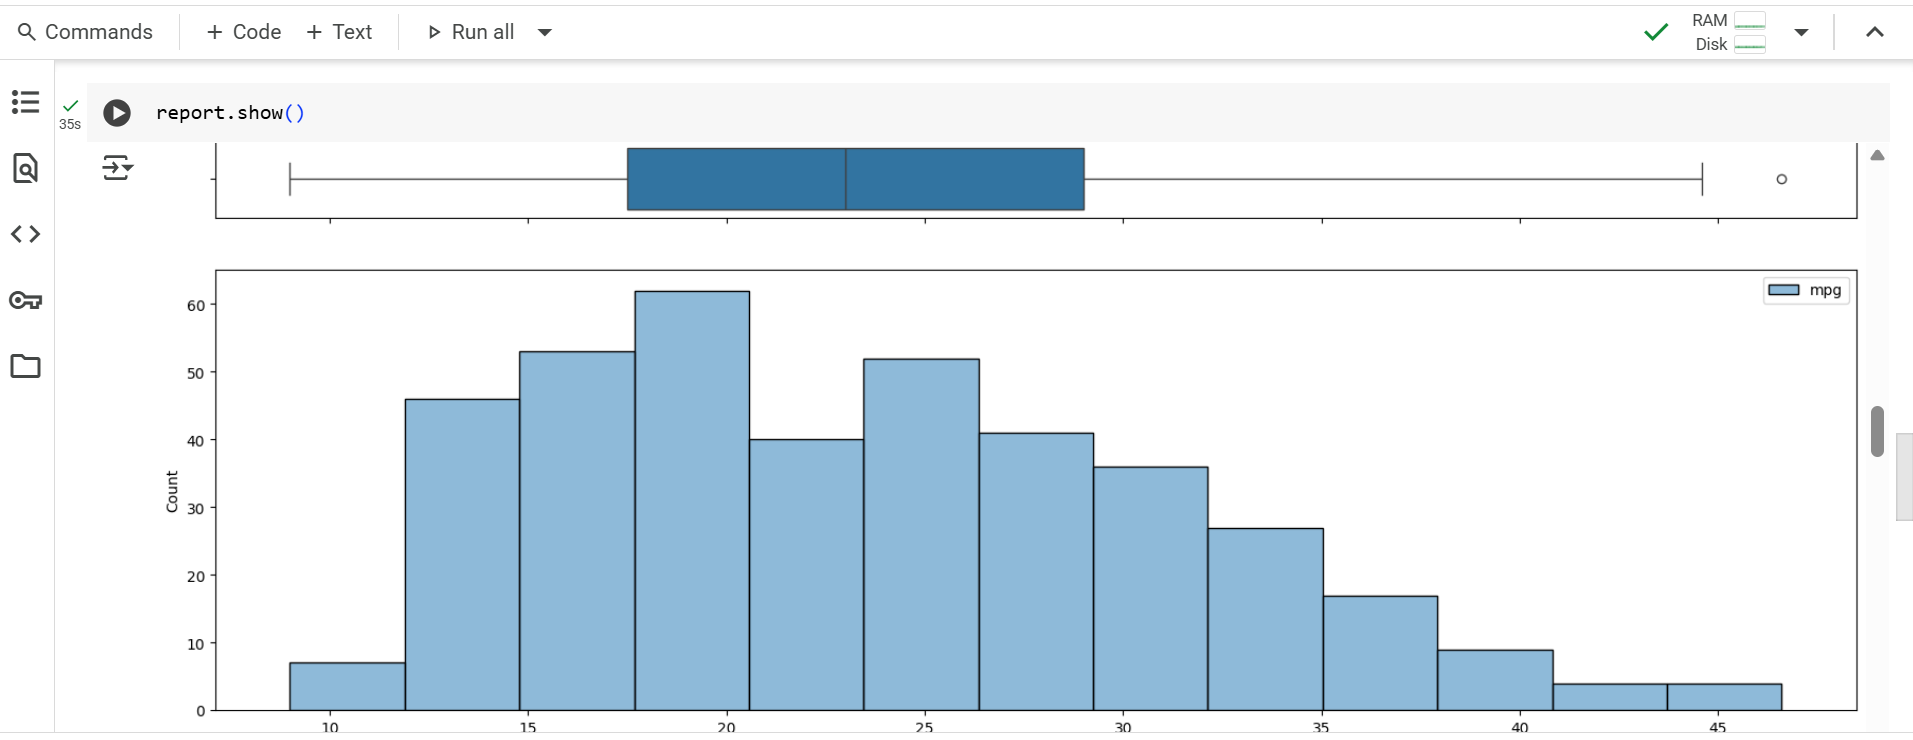 Commands + Code + Text Run all
RAM
Disk
35s
report.show()
mpg
60
50
40
30
20
10
0
Count
10 15 20 25 30 35 40 45